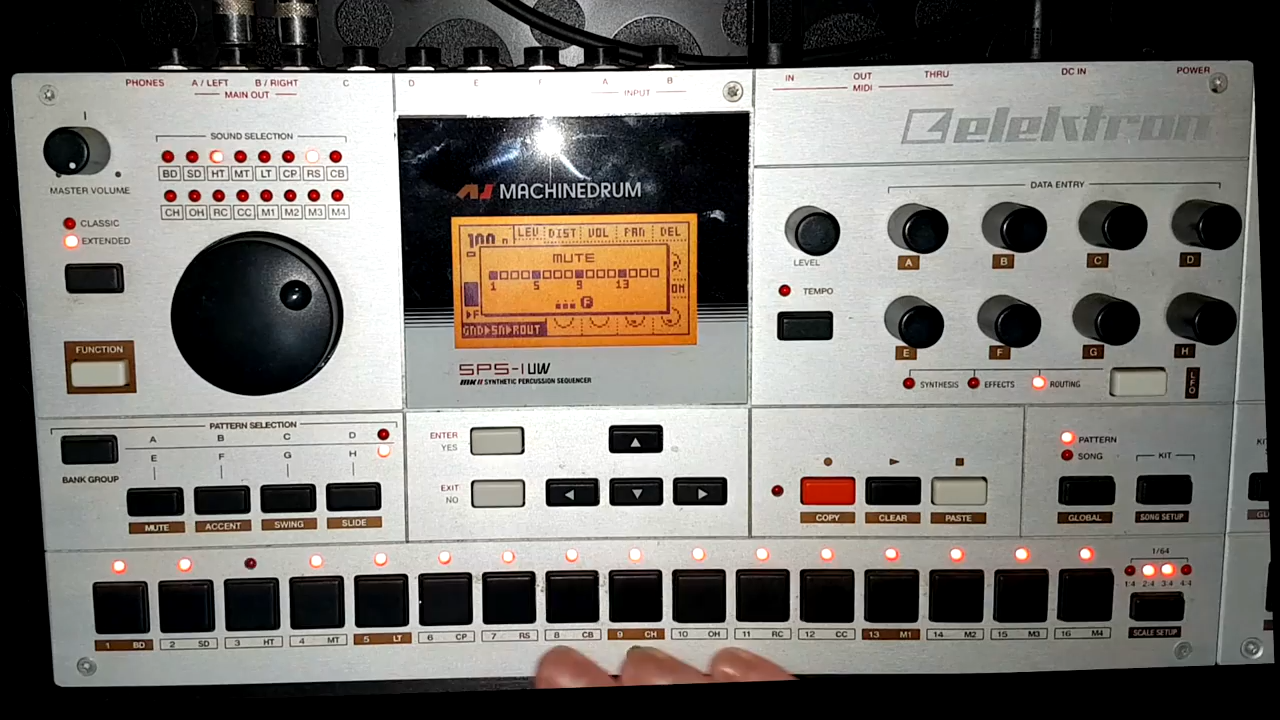 PHONES A / LEFT B / RIGHT C D E F A B
MAIN OUT INPUT
IN OUT THRU DC IN POWER
MIDI
elektron
SOUND SELECTION
BD SD HT MT LT CP RS CB
CH OH RC CC M1 M2 M3 M4
MASTER VOLUME
CLASSIC
EXTENDED
FUNCTION
MACHINEDRUM
LEV DIST VOL PAN DEL
100
MUTE
1 5 9 13
F
GND SN ROUT
SPS-1UW
MKII SYNTHETIC PERCUSSION SEQUENCER
DATA ENTRY
LEVEL
A B C D
TEMPO
E F G H
SYNTHESIS EFFECTS ROUTING
LFO
PATTERN SELECTION
A B C D
E F G H
BANK GROUP
MUTE ACCENT SWING SLIDE
ENTER
YES
EXIT
NO
COPY CLEAR PASTE
PATTERN
SONG
KIT
GLOBAL SONG SETUP
1/64
1:4 2:4 3:4 4:4
SCALE SETUP
1 BD 2 SD 3 HT 4 MT 5 LT 6 CP 7 RS 8 CB 9 CH 10 OH 11 RC 12 CC 13 M1 14 M2 15 M3 16 M4